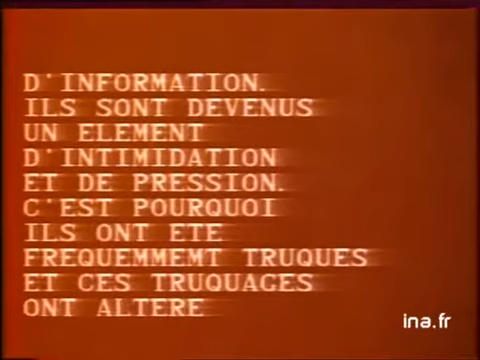 D'INFORMATION.
ILS SONT DEVENUS
UN ELEMENT
D'INTIMIDATION
ET DE PRESSION.
C'EST POURQUOI
ILS ONT ETE
FREQUEMMEMT TRUQUES
ET CES TRUQUAGES
ONT ALTERE
ina.fr